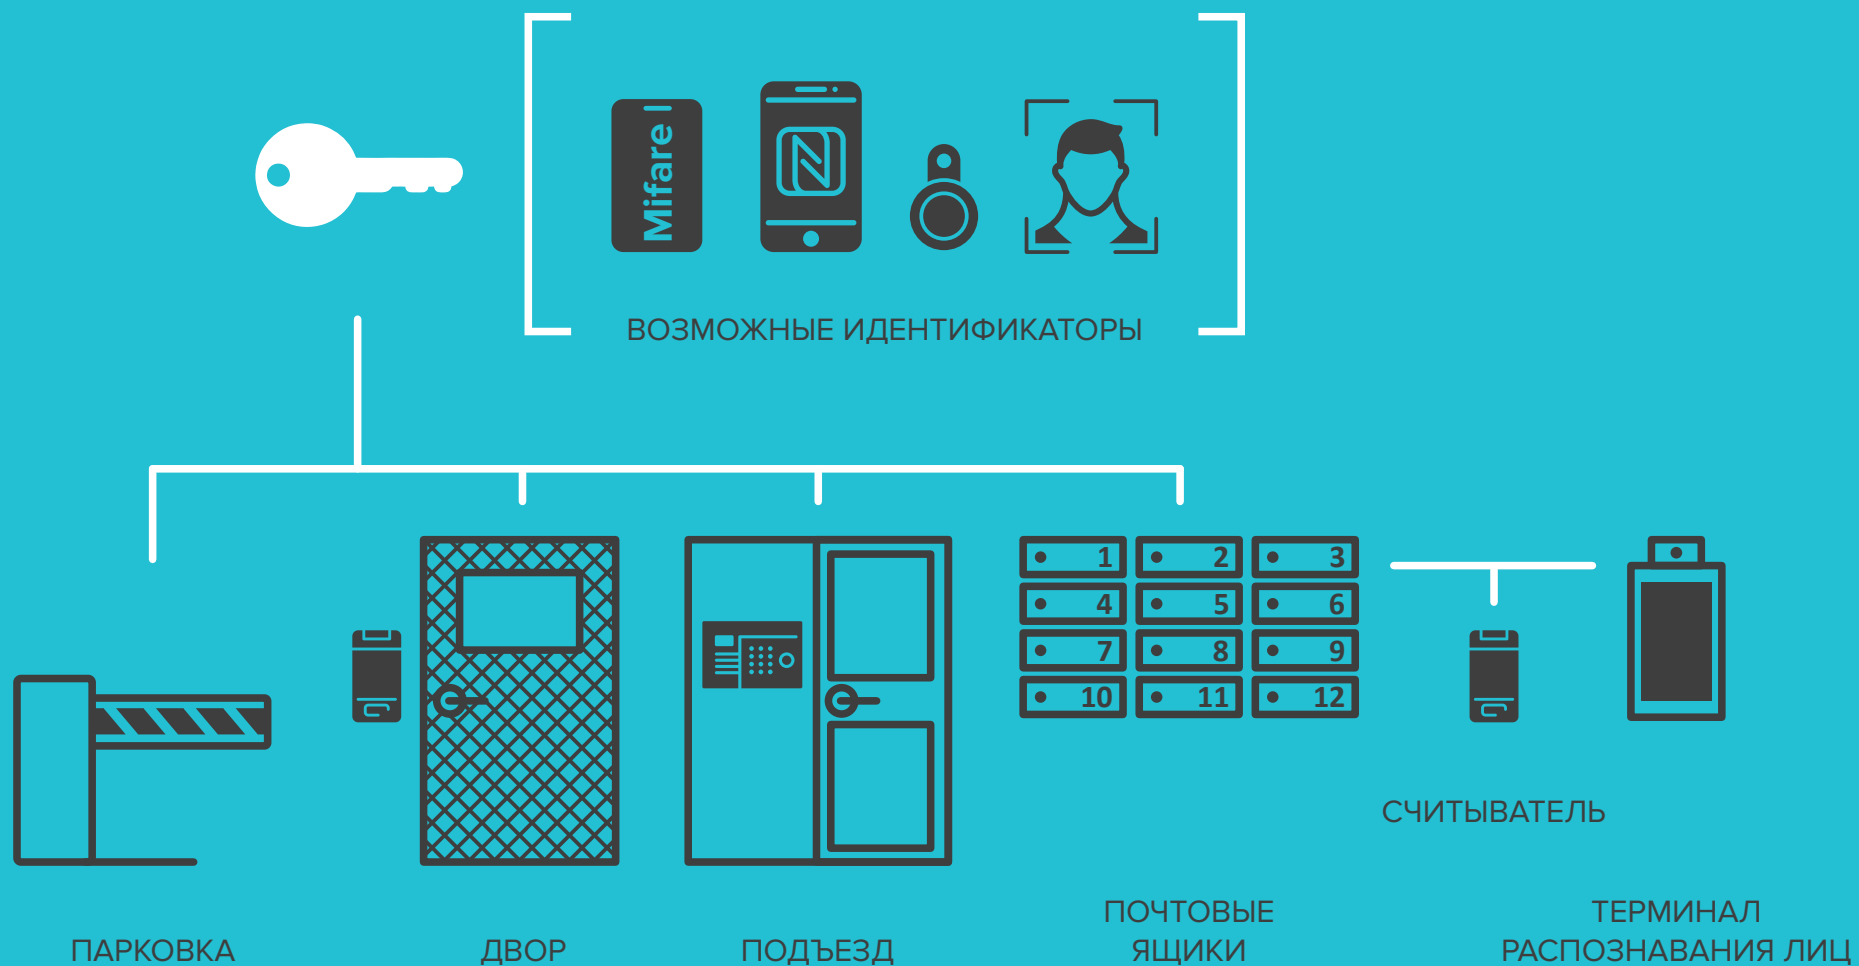 Mifare
ВОЗМОЖНЫЕ ИДЕНТИФИКАТОРЫ
1 2 3
4 5 6
7 8 9
10 11 12
СЧИТЫВАТЕЛЬ
ПАРКОВКА
ДВОР
ПОДЪЕЗД
ПОЧТОВЫЕ
ЯЩИКИ
ТЕРМИНАЛ
РАСПОЗНАВАНИЯ ЛИЦ